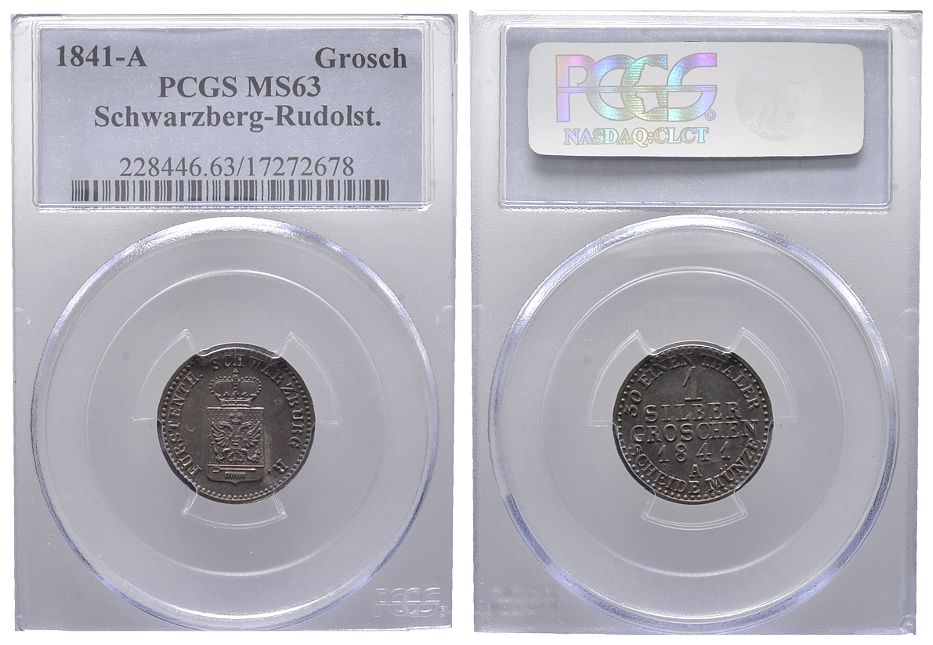 1841-A Grosch
PCGS MS63
Schwarzberg-Rudolst.
228446.63/17272678
FÜRSTENTH. SCHWARZBURG R.
PCGS
PCGS
NASDAQ:CLCT
30 EINEN THALER
1
SILBER
GROSCHEN
1841
A
SCHEIDE MÜNZE